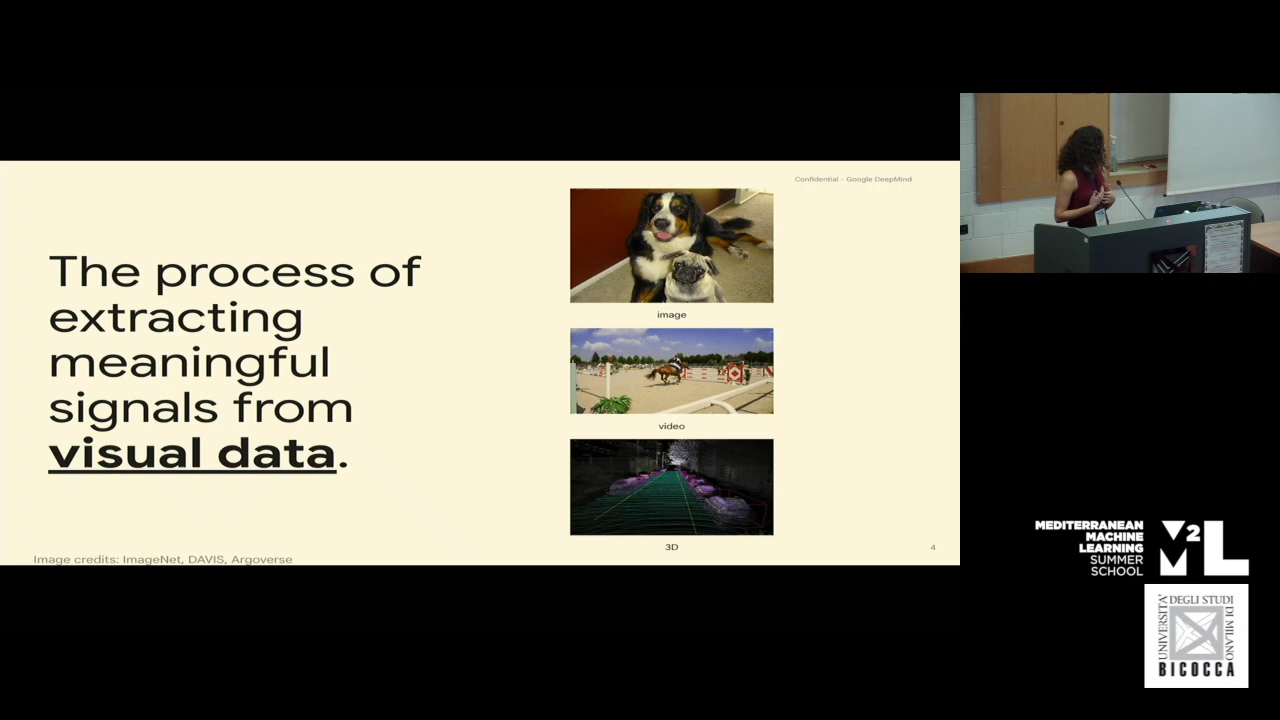 Confidential - Google DeepMind
The process of
extracting
meaningful
signals from
visual data.
image
video
3D
Image credits: ImageNet, DAVIS, Argoverse
4
MEDITERRANEAN
MACHINE
LEARNING
SUMMER
SCHOOL
M2L
UNIVERSITA'
DEGLI STUDI
DI MILANO
BICOCCA